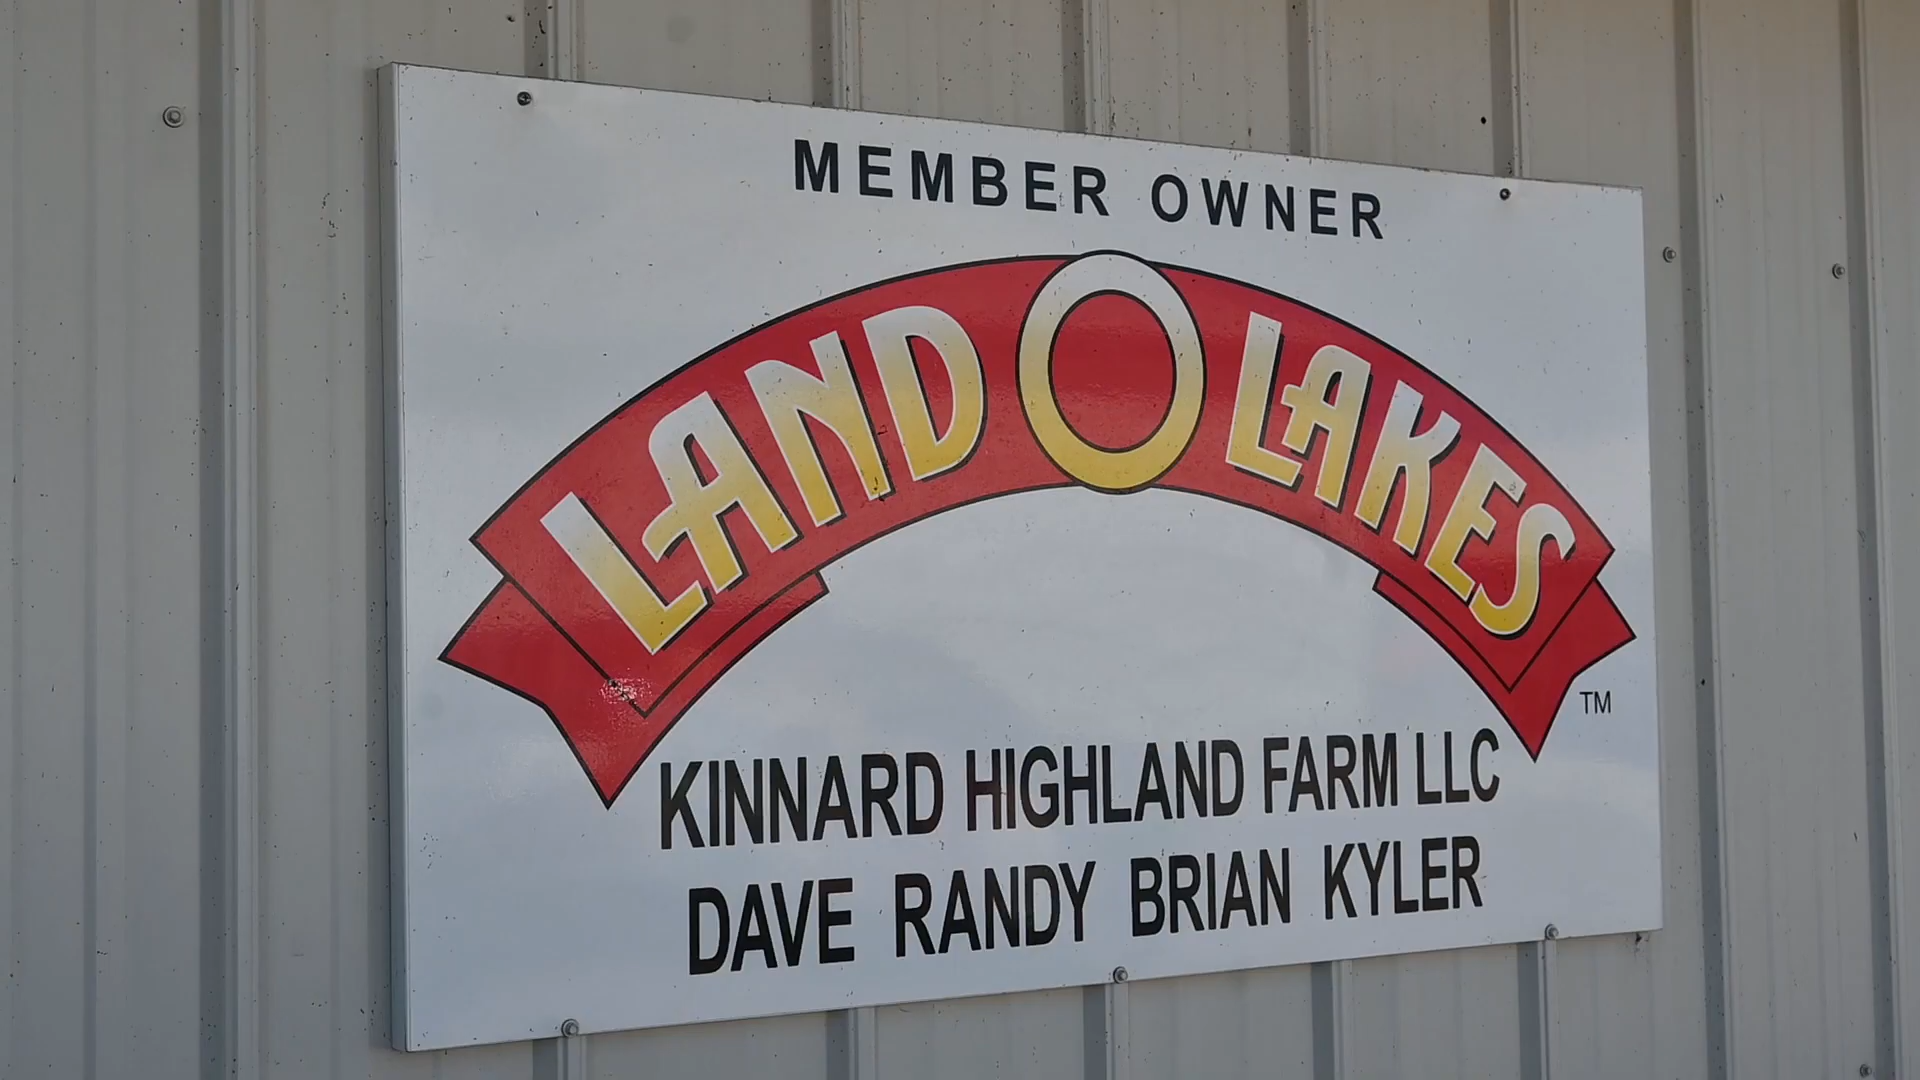 MEMBER OWNER
LAND O LAKES
TM
KINNARD HIGHLAND FARM LLC
DAVE RANDY BRIAN KYLER